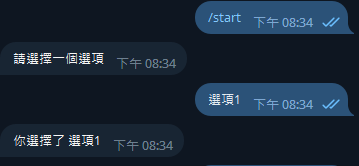 /start 下午 08:34
請選擇一個選項 下午 08:34
選項1 下午 08:34
你選擇了 選項1 下午 08:34